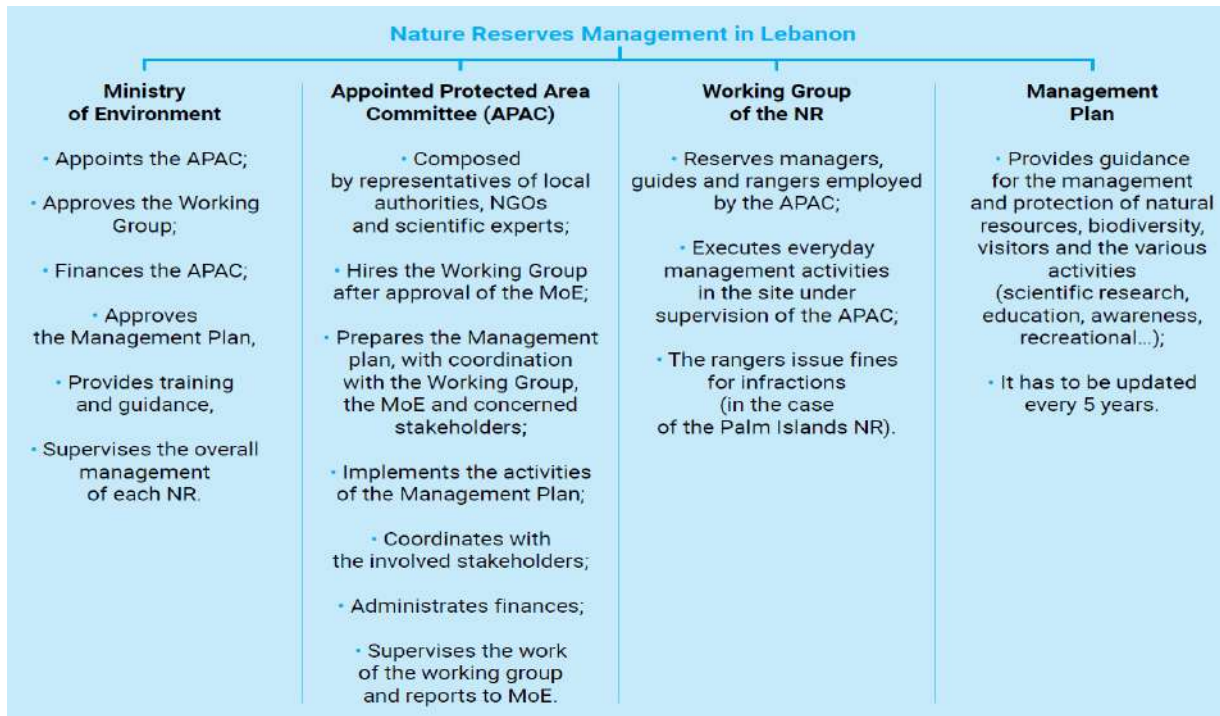 Nature Reserves Management in Lebanon
Ministry
of Environment
• Appoints the APAC;
• Approves the Working
Group;
• Finances the APAC;
• Approves
the Management Plan,
• Provides training
and guidance,
• Supervises the overall
management
of each NR.
Appointed Protected Area
Committee (APAC)
• Composed
by representatives of local
authorities, NGOs
and scientific experts;
• Hires the Working Group
after approval of the MoE;
• Prepares the Management
plan, with coordination
with the Working Group,
the MoE and concerned
stakeholders;
• Implements the activities
of the Management Plan;
• Coordinates with
the involved stakeholders;
• Administrates finances;
• Supervises the work
of the working group
and reports to MoE.
Working Group
of the NR
• Reserves managers,
guides and rangers employed
by the APAC;
• Executes everyday
management activities
in the site under
supervision of the APAC;
• The rangers issue fines
for infractions
(in the case
of the Palm Islands NR).
Management
Plan
• Provides guidance
for the management
and protection of natural
resources, biodiversity,
visitors and the various
activities
(scientific research,
education, awareness,
recreational...);
• It has to be updated
every 5 years.